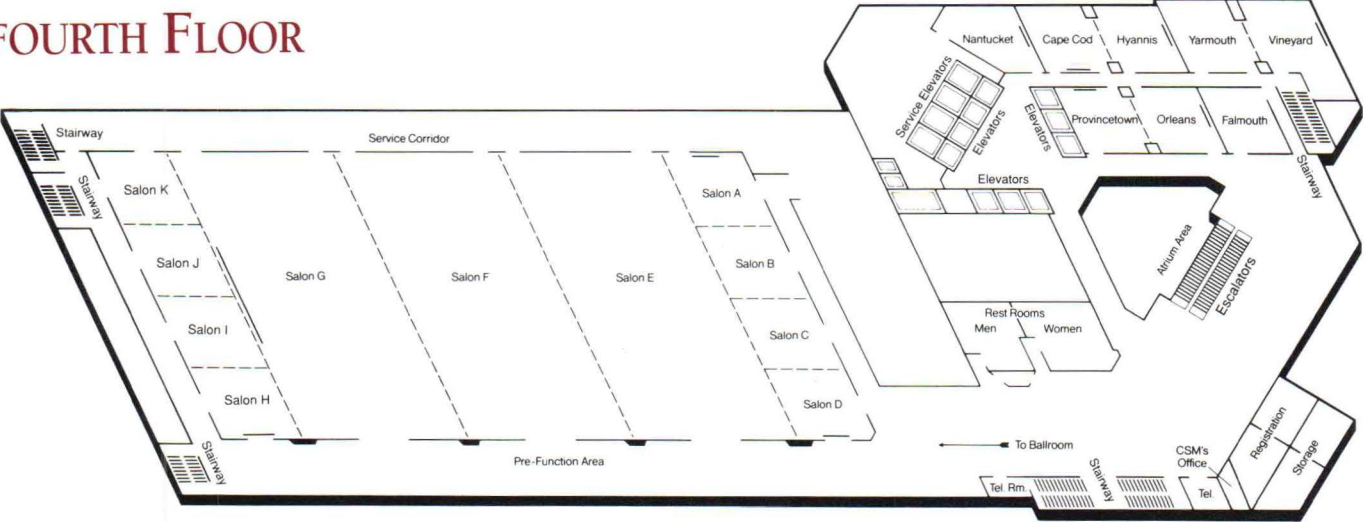 FOURTH FLOOR
Nantucket
Cape Cod
Hyannis
Yarmouth
Vineyard
Service Elevators
Elevators
Elevators
Provincetown
Orleans
Falmouth
Stairway
Stairway
Service Corridor
Stairway
Elevators
Salon K
Salon A
Salon J
Salon G
Salon F
Salon E
Salon B
Atrium Area
Escalators
Salon I
Salon C
Rest Rooms
Men
Women
Salon H
Salon D
Stairway
Pre-Function Area
To Ballroom
CSM's
Office
Registration
Storage
Tel. Rm.
Stairway
Tel.